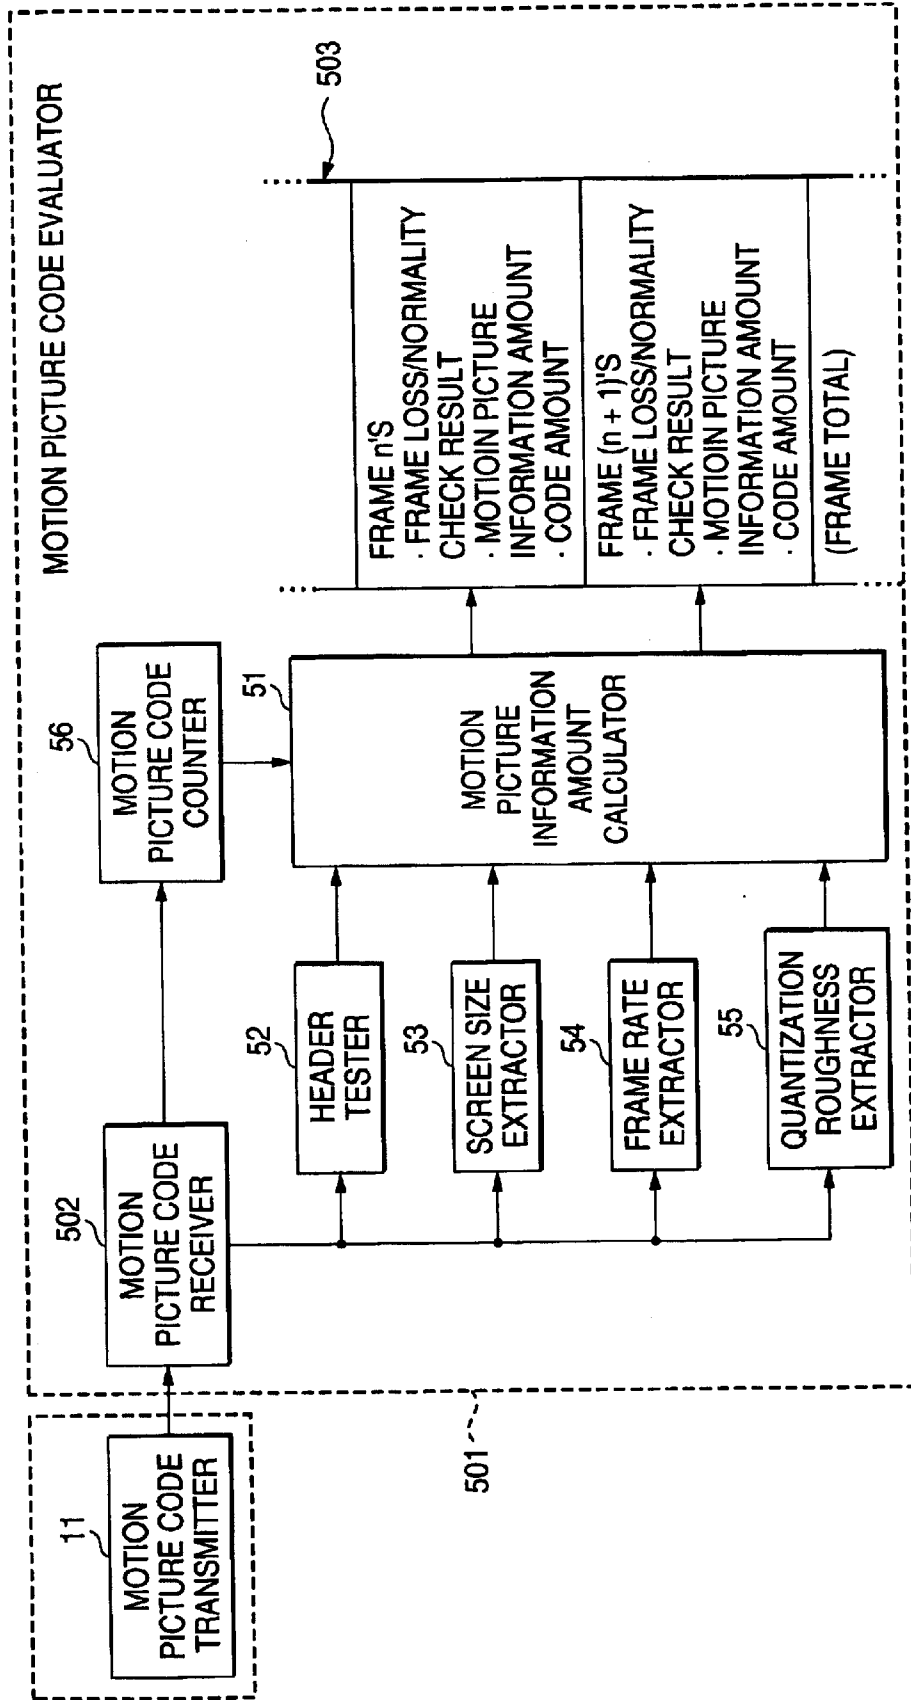 MOTION PICTURE CODE EVALUATOR
11
MOTION
PICTURE CODE
TRANSMITTER
501
502
MOTION
PICTURE CODE
RECEIVER
56
MOTION
PICTURE CODE
COUNTER
52
HEADER
TESTER
53
SCREEN SIZE
EXTRACTOR
54
FRAME RATE
EXTRACTOR
55
QUANTIZATION
ROUGHNESS
EXTRACTOR
51
MOTION
PICTURE
INFORMATION
AMOUNT
CALCULATOR
503
FRAME n'S
· FRAME LOSS/NORMALITY
CHECK RESULT
· MOTIOIN PICTURE
INFORMATION AMOUNT
· CODE AMOUNT
FRAME (n + 1)'S
· FRAME LOSS/NORMALITY
CHECK RESULT
· MOTION PICTURE
INFORMATION AMOUNT
· CODE AMOUNT
(FRAME TOTAL)